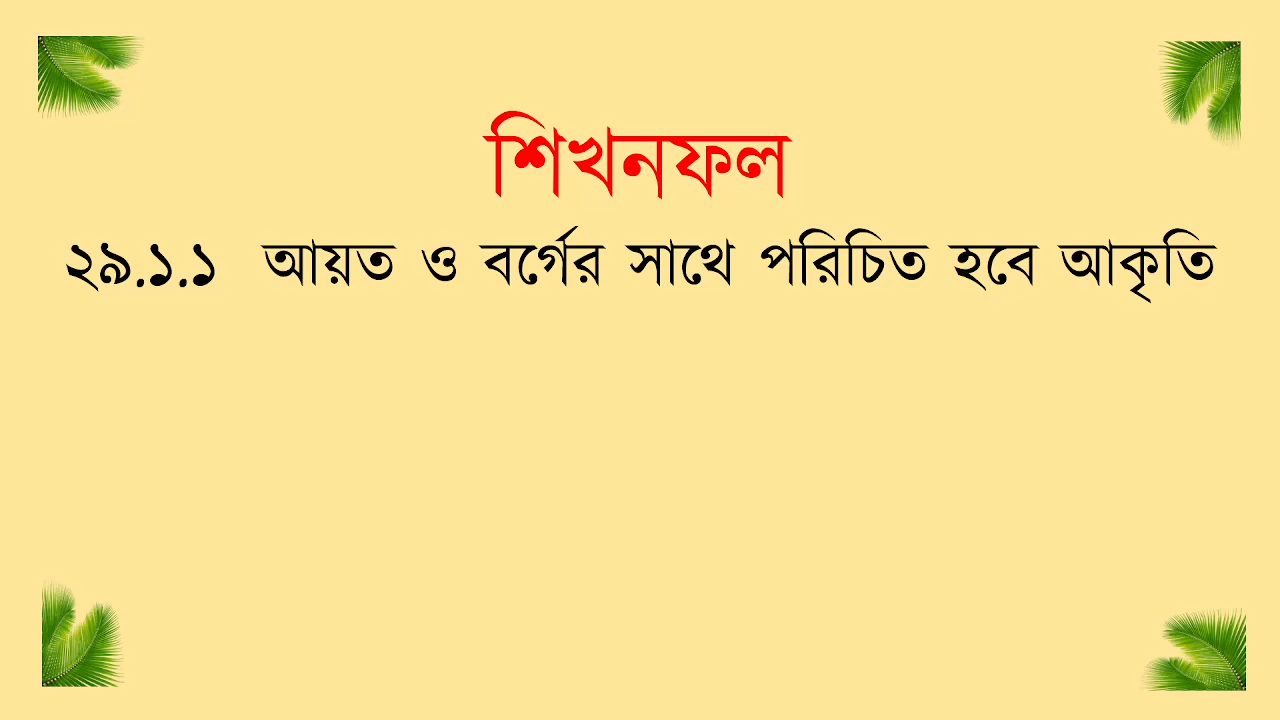 শিখনফল
২৯.১.১ আয়ত ও বর্গের সাথে পরিচিত হবে আকৃতি